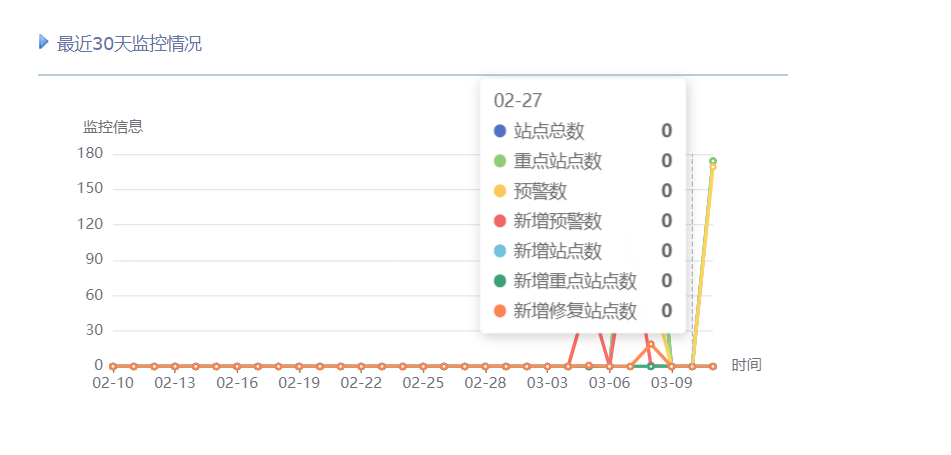 最近30天监控情况
监控信息
180
150
120
90
60
30
0
02-10 02-13 02-16 02-19 02-22 02-25 02-28 03-03 03-06 03-09
时间
02-27
站点总数 0
重点站点数 0
预警数 0
新增预警数 0
新增站点数 0
新增重点站点数 0
新增修复站点数 0